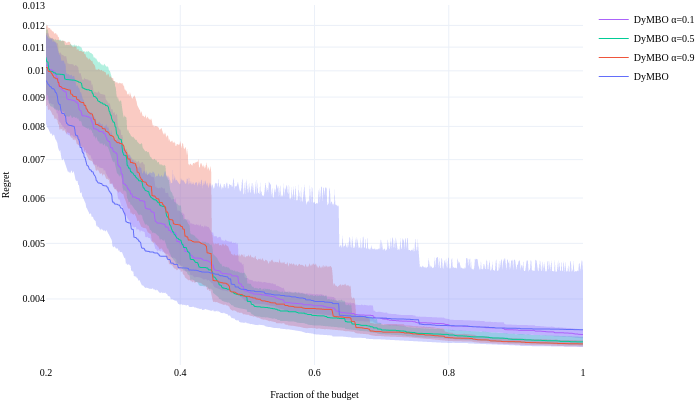 0.013
0.012
0.011
0.01
0.009
0.008
0.007
0.006
0.005
0.004
Regret
0.2
0.4
0.6
0.8
1
Fraction of the budget
DyMBO α=0.1
DyMBO α=0.5
DyMBO α=0.9
DyMBO